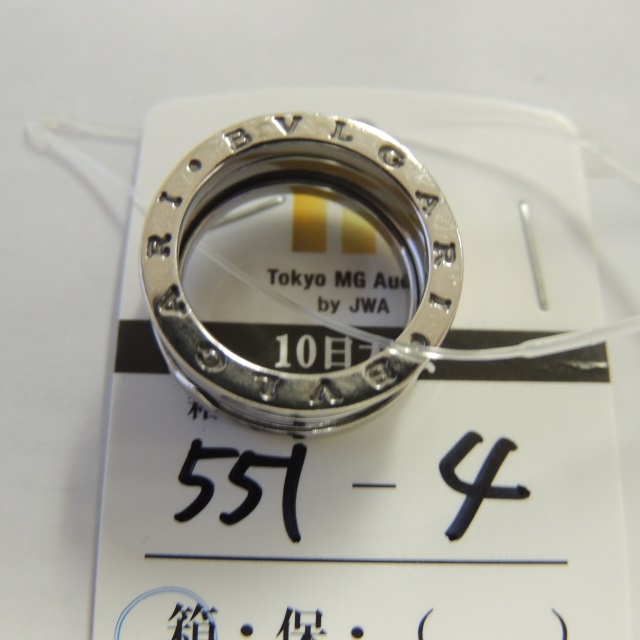 BVLGARI • BVLGARI •
Tokyo MG Auc
by JWA
10日
551 - 4
箱・保・( )